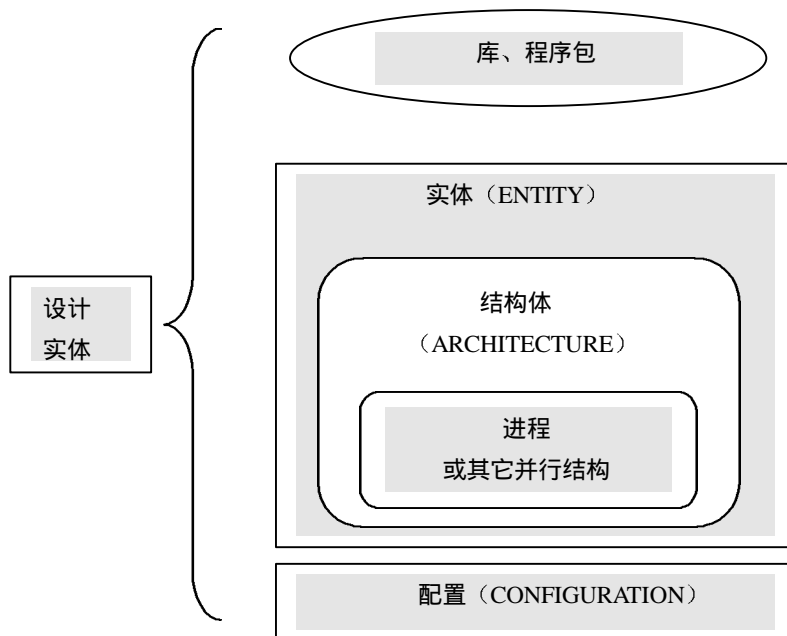 库、程序包
实体（ENTITY）
设计
实体
结构体
（ARCHITECTURE）
进程
或其它并行结构
配置（CONFIGURATION）